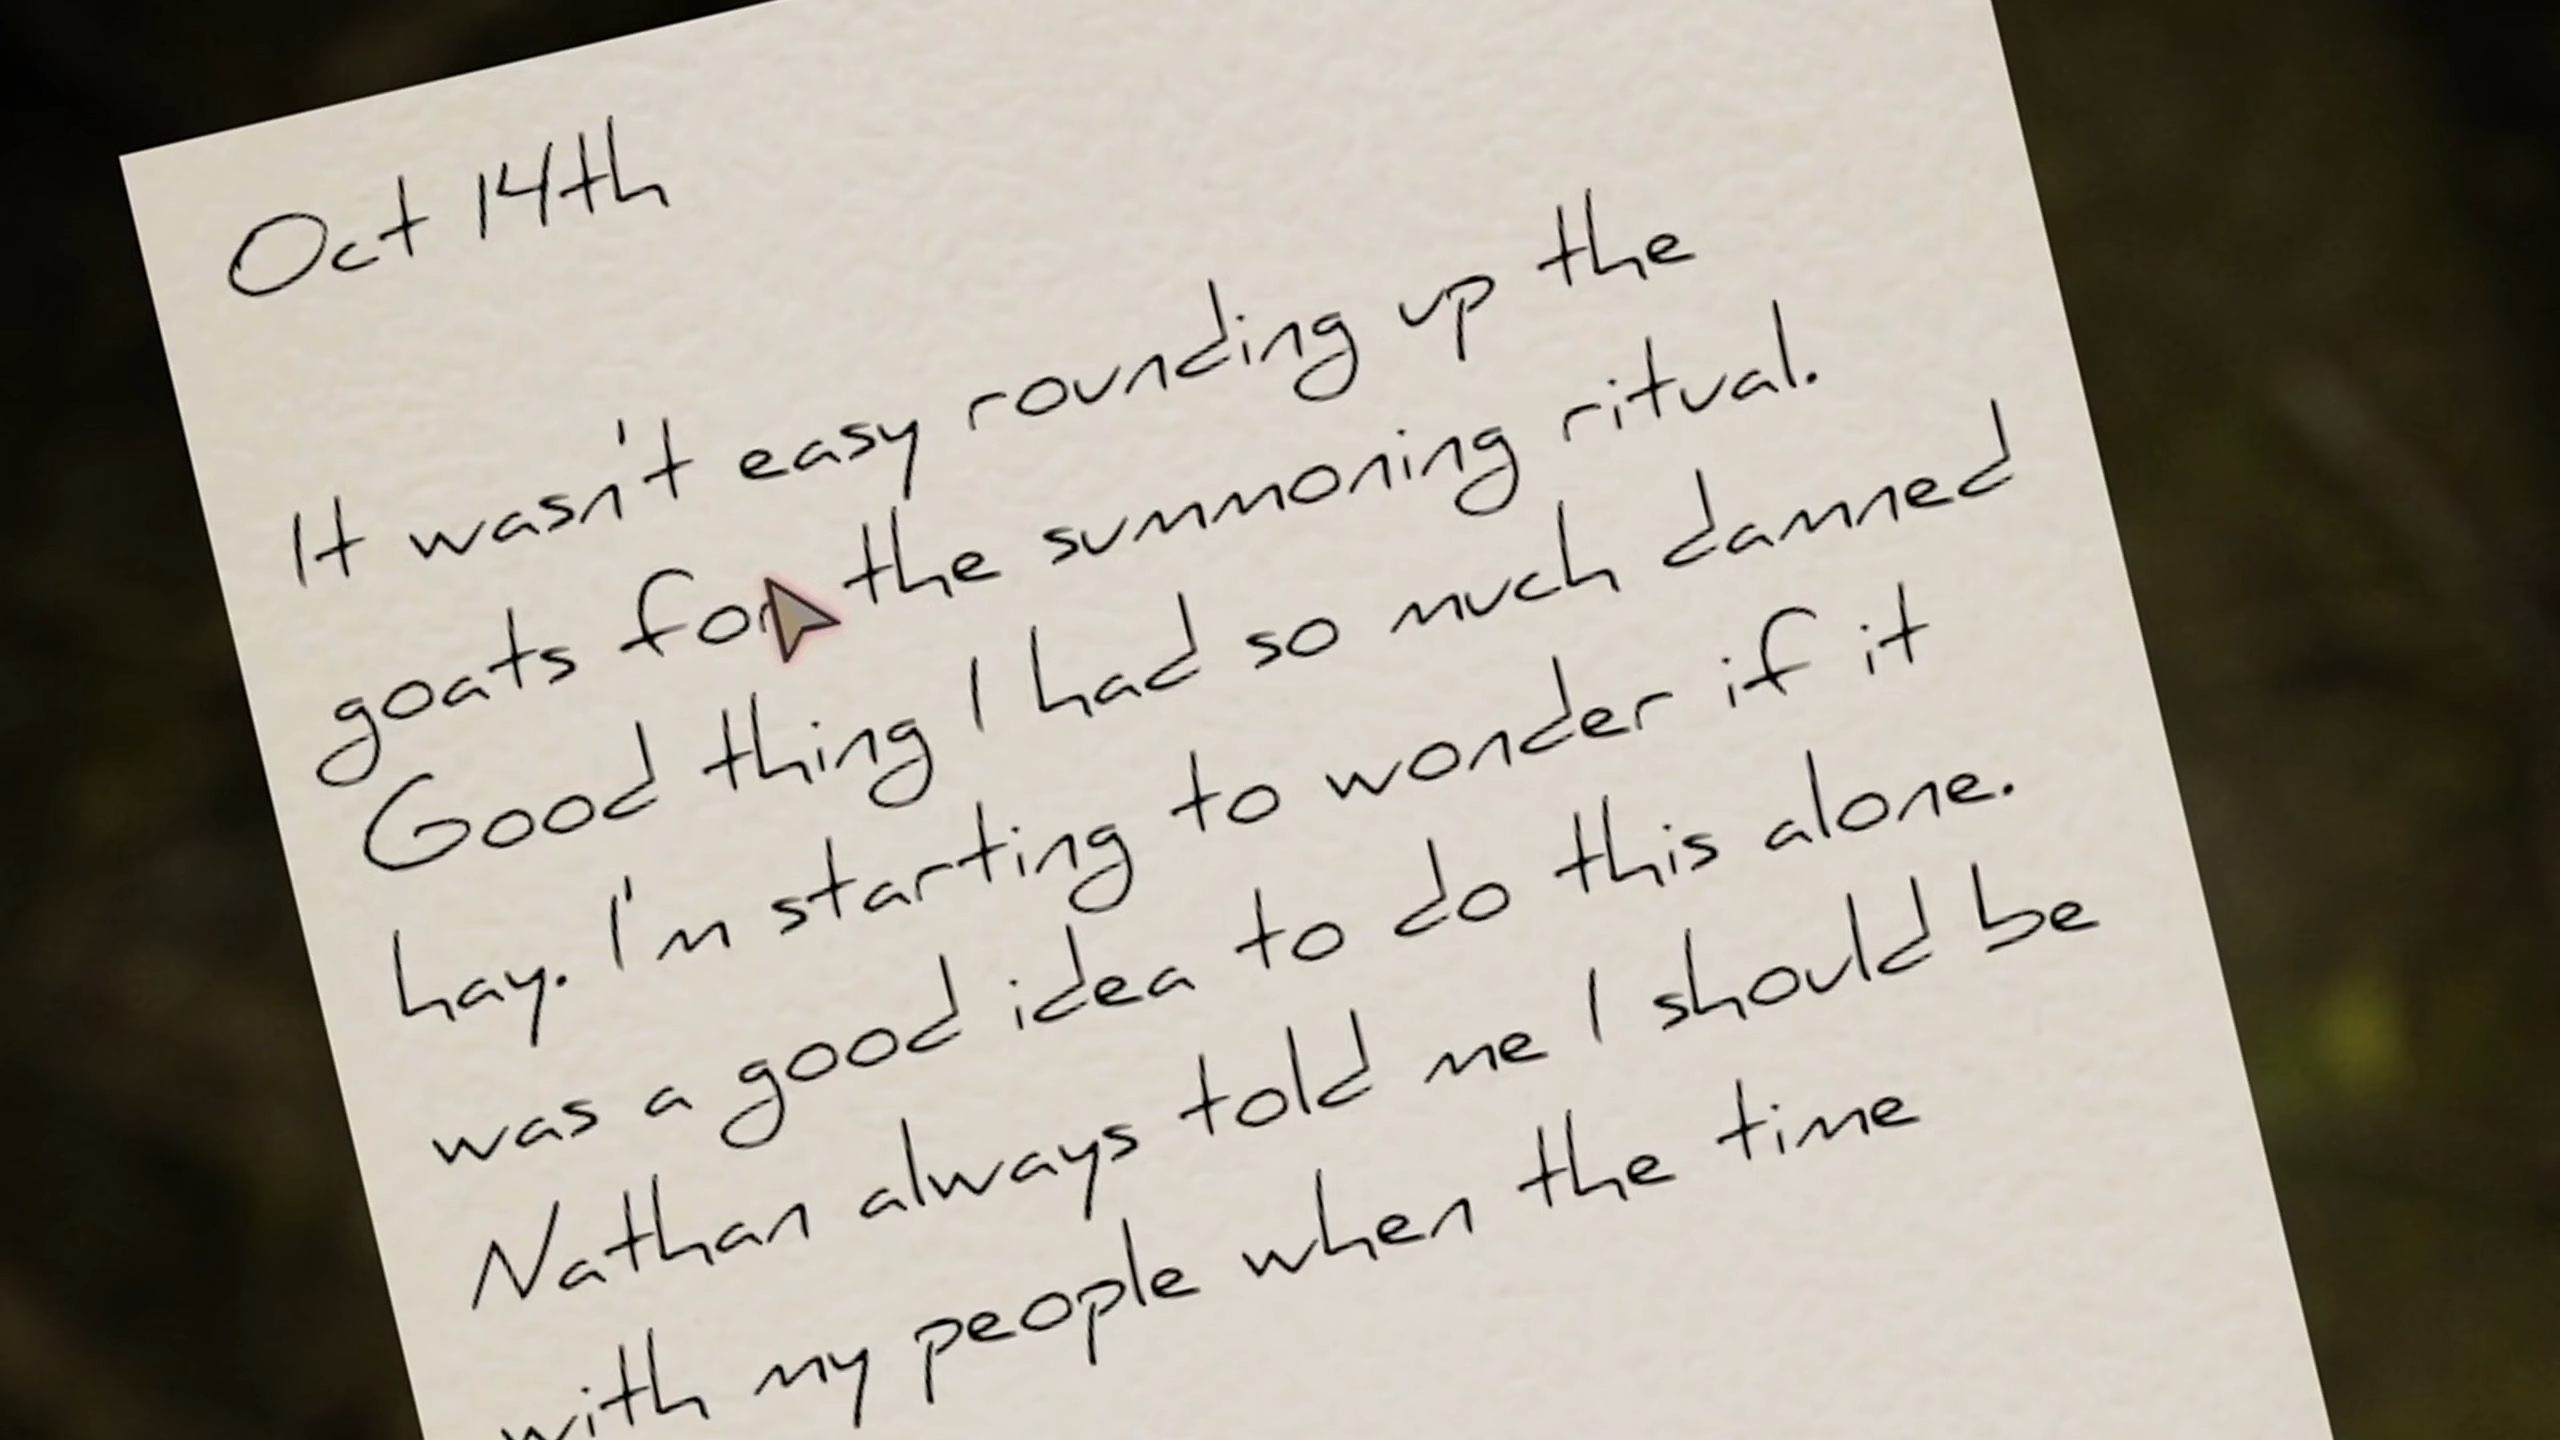 Oct 14th
It wasn't easy rounding up the
goats for the summoning ritual.
Good thing I had so much damned
hay. I'm starting to wonder if it
was a good idea to do this alone.
Nathan always told me I should be
with my people when the time